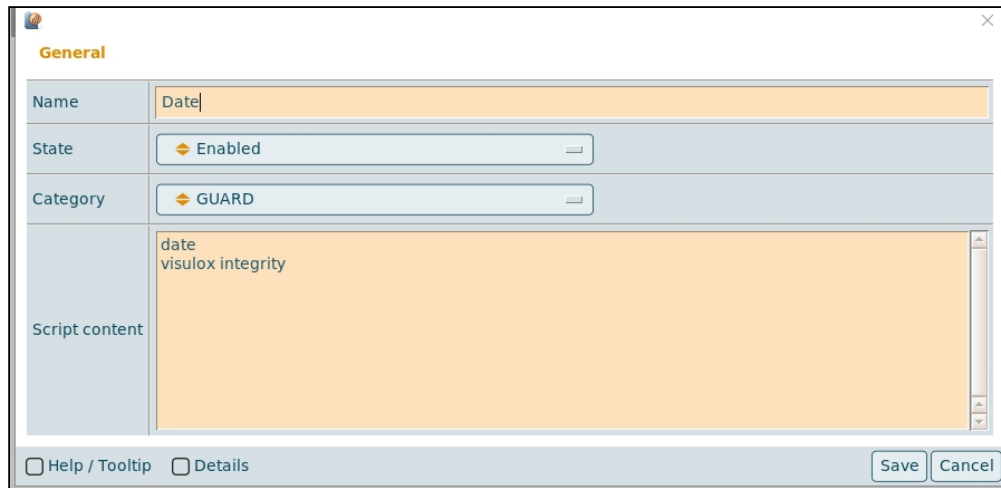 General
Name
Date
State
Enabled
Category
GUARD
Script content
date
visulox integrity
Help / Tooltip
Details
Save
Cancel